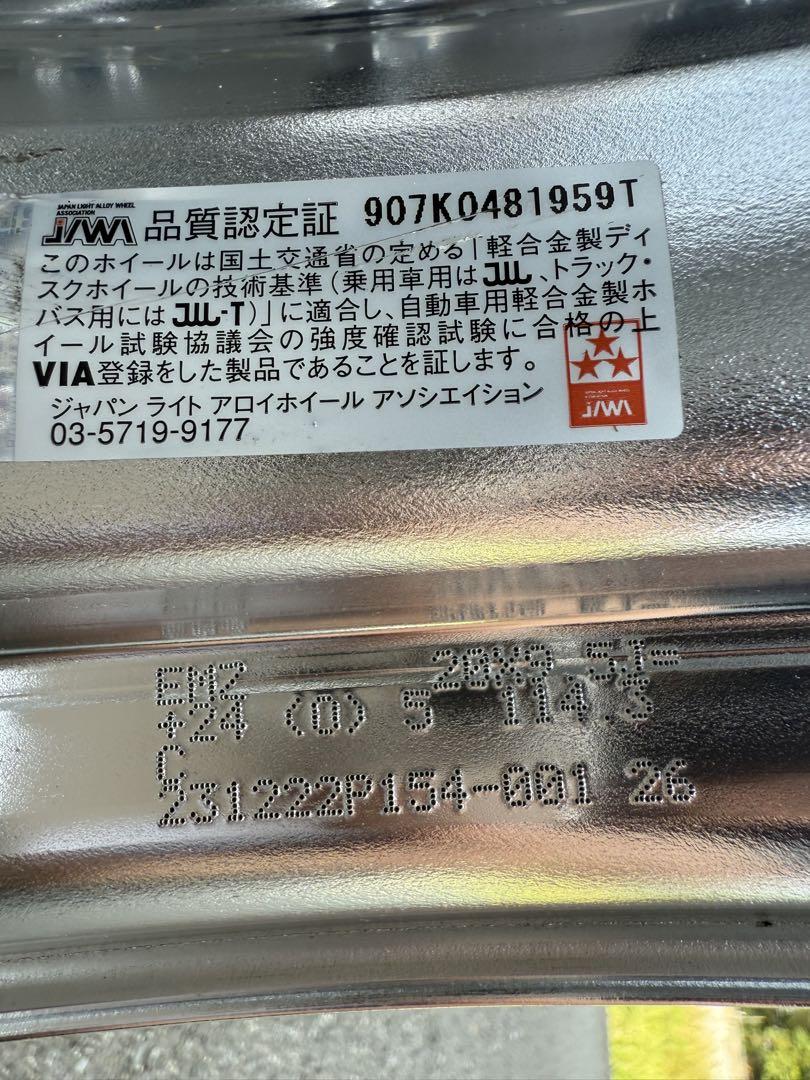 JAPAN LIGHT ALLOY WHEEL
ASSOCIATION
JAWA 品質認定証 907K0481959T
このホイールは国土交通省の定める「軽合金製ディ
スクホイールの技術基準(乗用車用はJWL、トラック・
バス用にはJWL-T)」に適合し、自動車用軽合金製ホ
イール試験協議会の強度確認試験に合格の上
VIA登録をした製品であることを証します。
ジャパン ライト アロイホイール アソシエイション
03-5719-9177
JAWA
EMZ 20X9.5J-
+24 (0) 5 114.3
C
231222P154-001 26